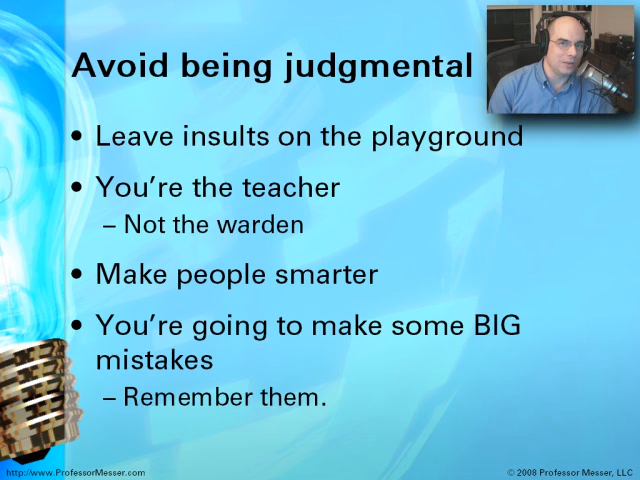 Avoid being judgmental
• Leave insults on the playground
• You're the teacher
– Not the warden
• Make people smarter
• You're going to make some BIG
mistakes
– Remember them.
http://www.ProfessorMesser.com
© 2008 Professor Messer, LLC